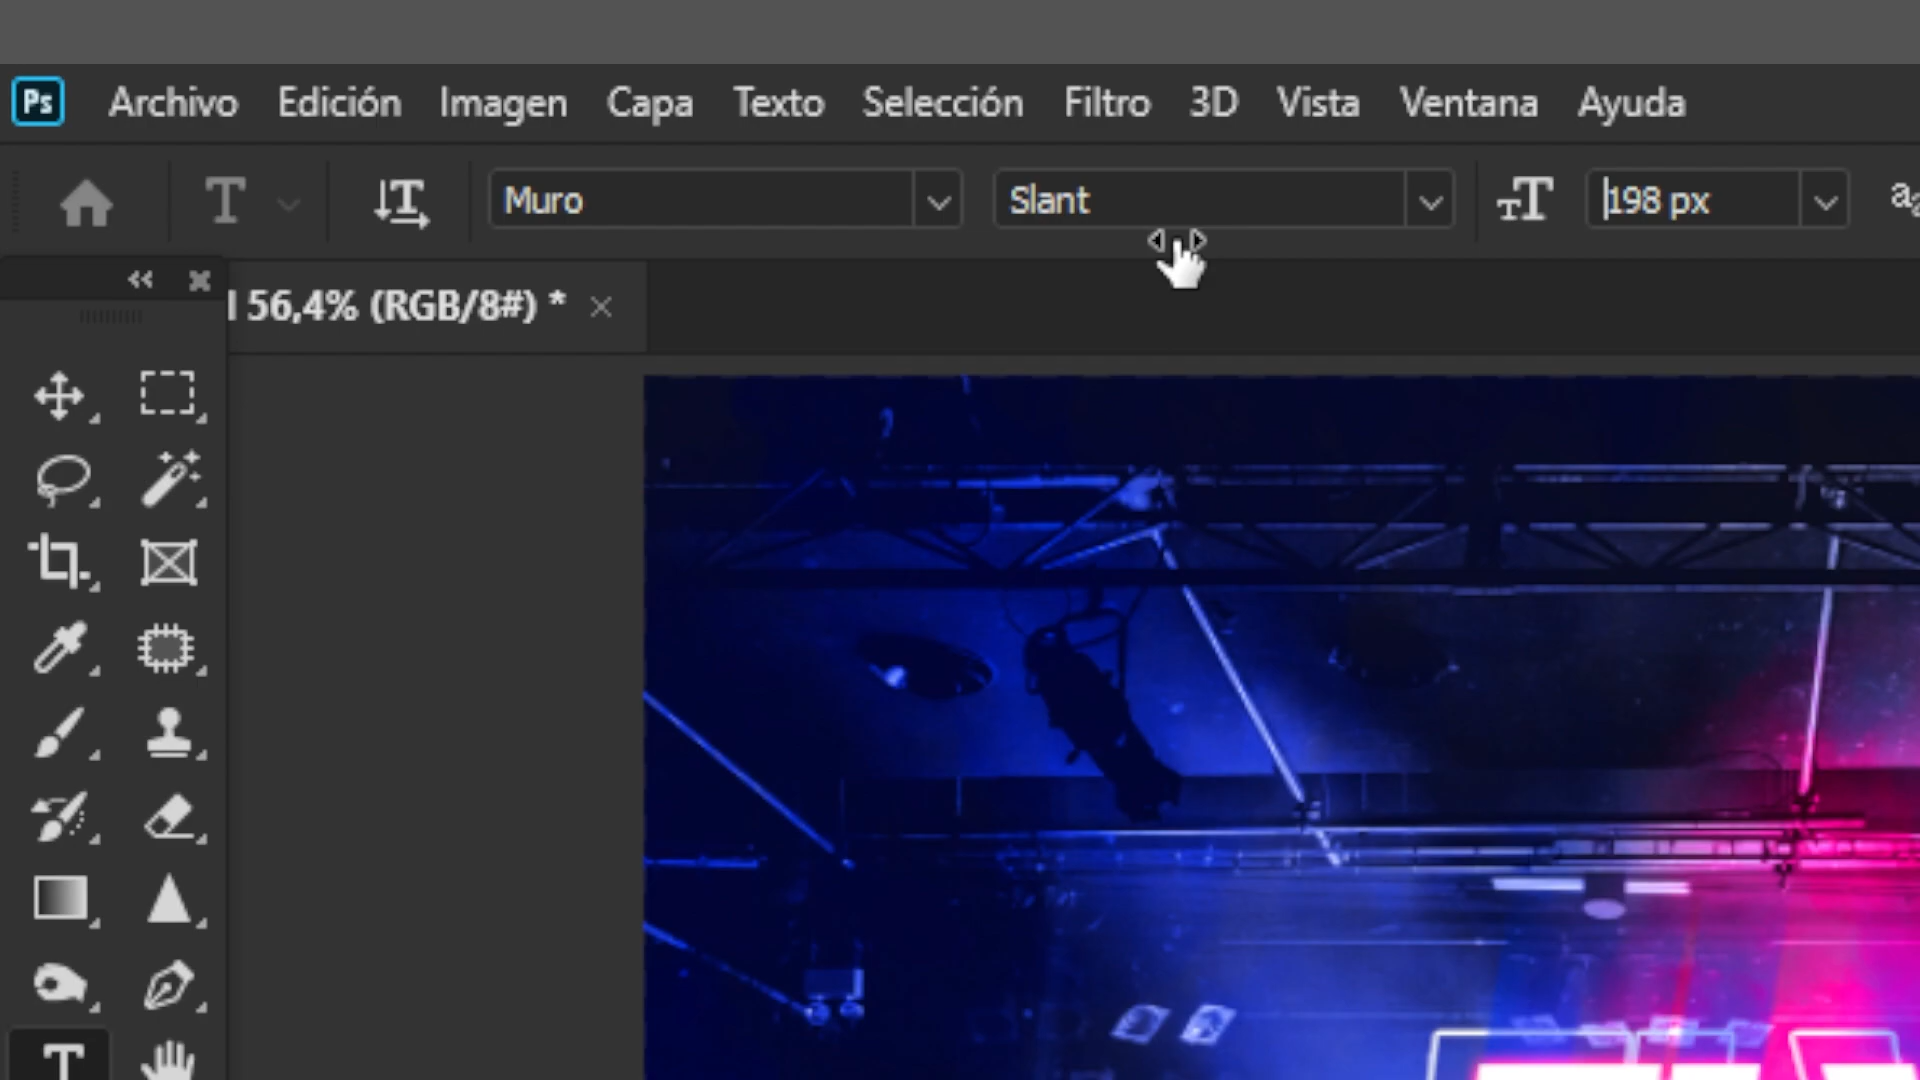 Ps Archivo Edición Imagen Capa Texto Selección Filtro 3D Vista Ventana Ayuda
Muro Slant 198 px
56,4% (RGB/8#) *